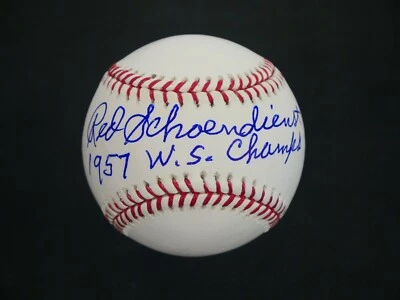 Red Schoendienst
1957 W.S. Champs